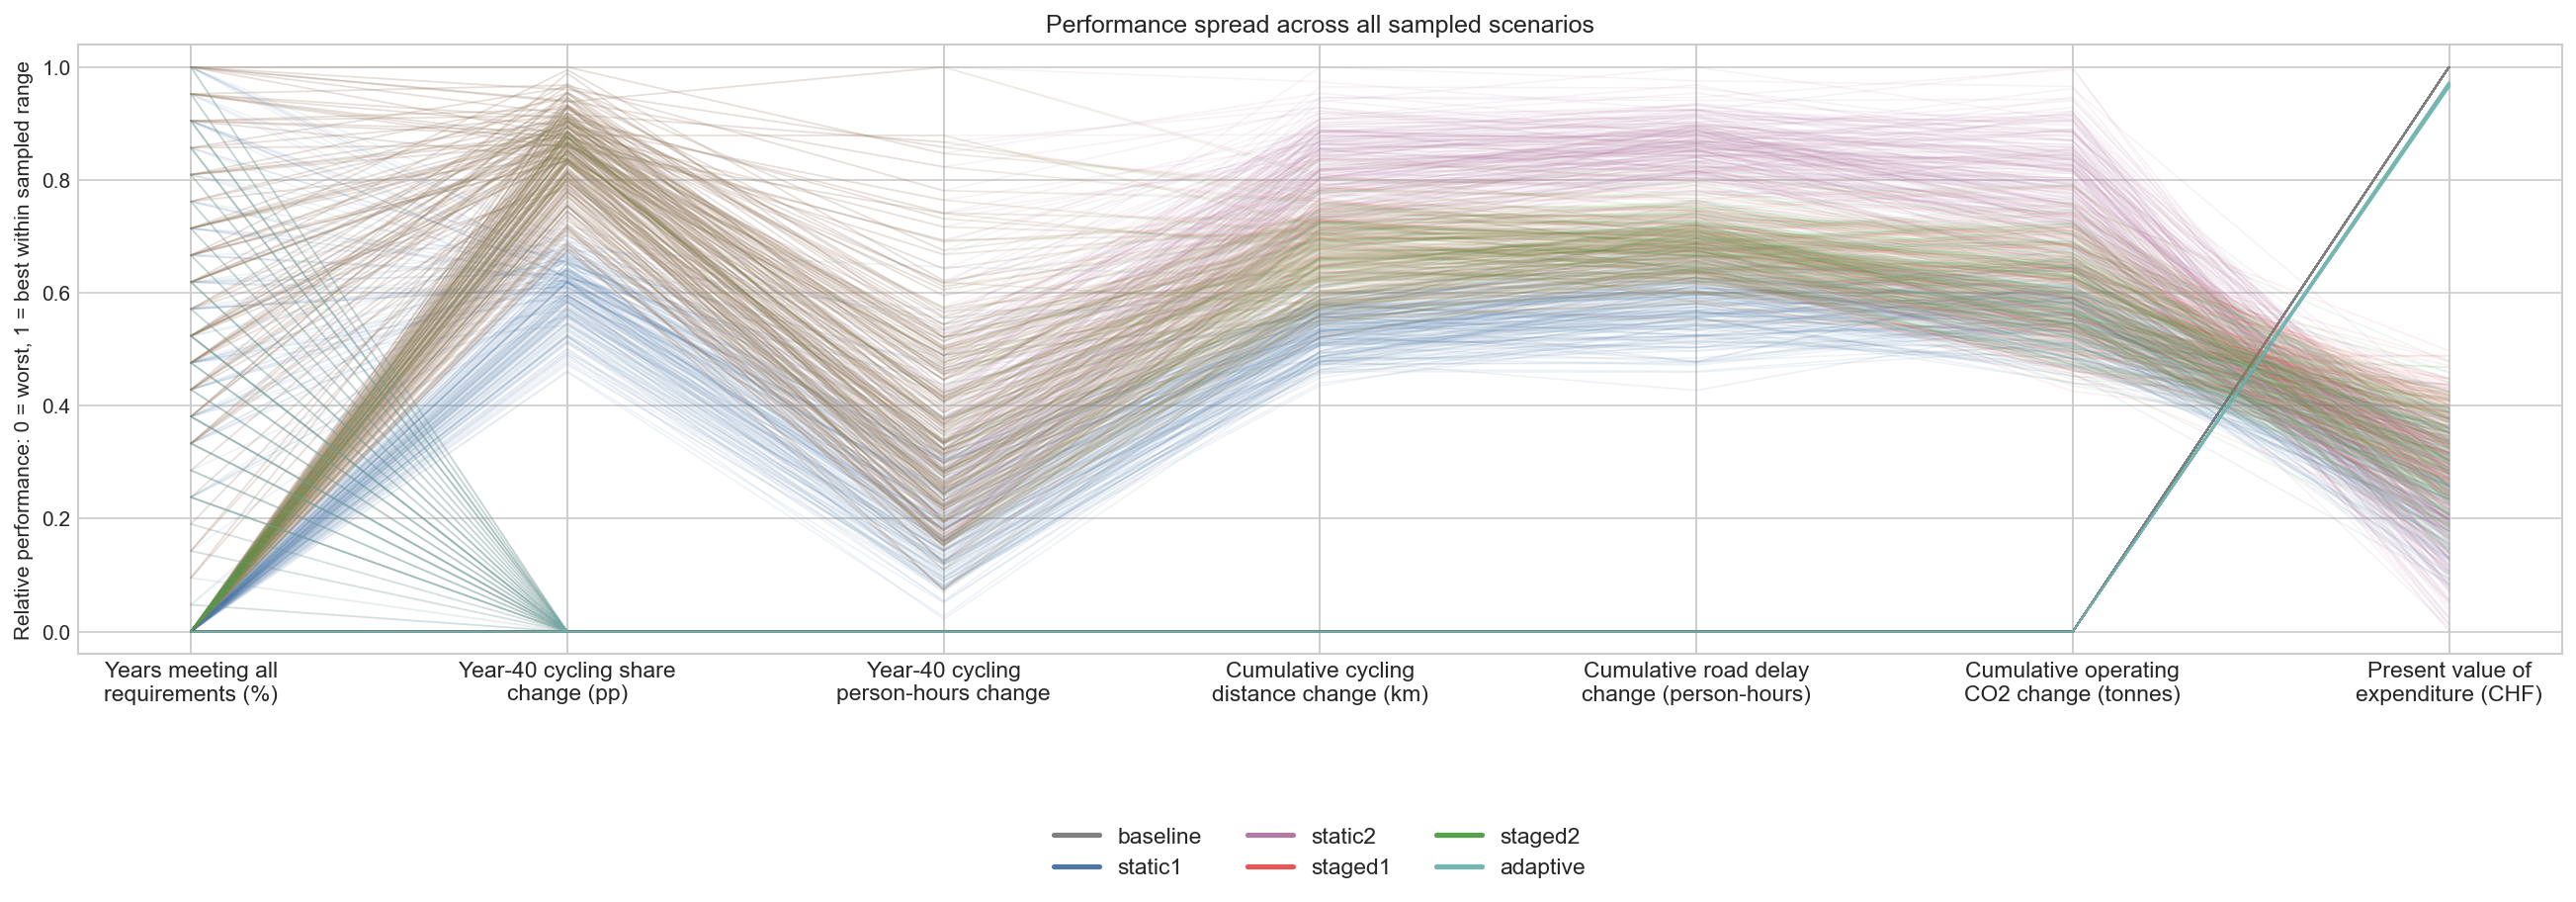 Performance spread across all sampled scenarios
Relative performance: 0 = worst, 1 = best within sampled range
1.0
0.8
0.6
0.4
0.2
0.0
Years meeting all
requirements (%)
Year-40 cycling share
change (pp)
Year-40 cycling
person-hours change
Cumulative cycling
distance change (km)
Cumulative road delay
change (person-hours)
Cumulative operating
CO2 change (tonnes)
Present value of
expenditure (CHF)
baseline
static1
static2
staged1
staged2
adaptive